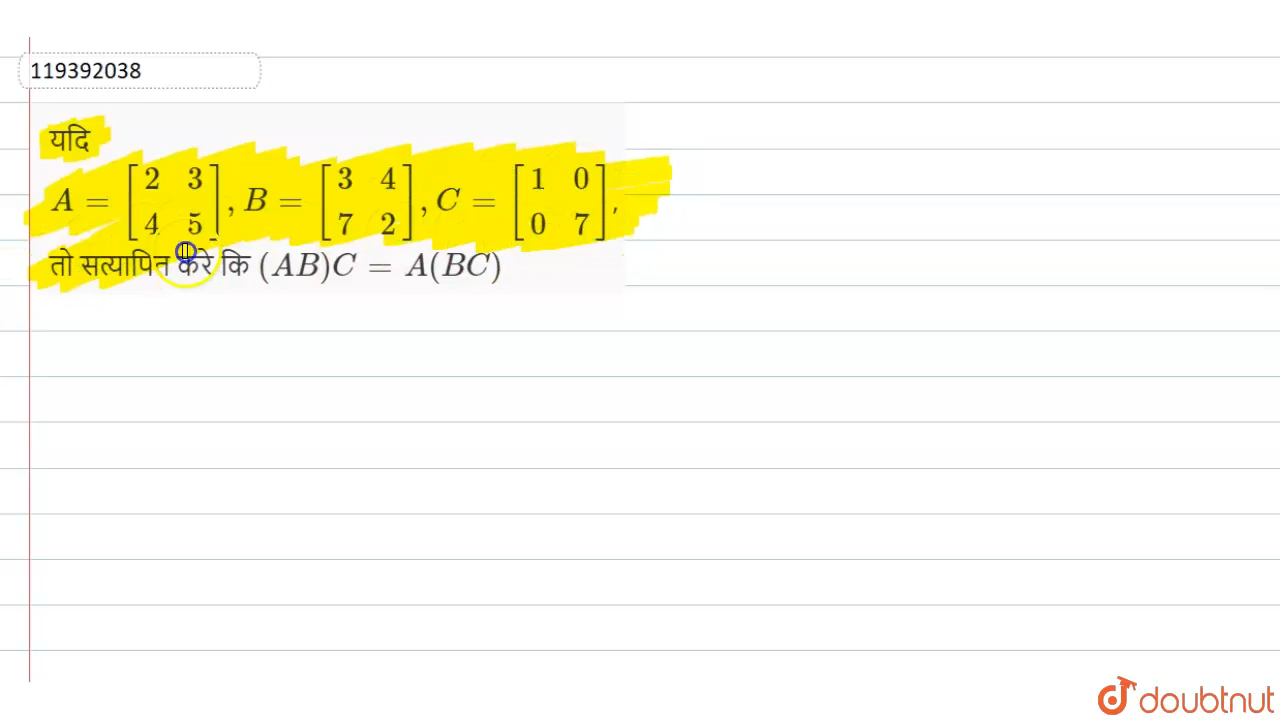 119392038
यदि
A = [2 3
4 5], B = [3 4
7 2], C = [1 0
0 7],
तो सत्यापिन करे कि (AB)C = A(BC)
doubtnut